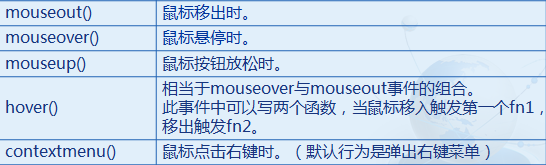 mouseout() 鼠标移出时。
mouseover() 鼠标悬停时。
mouseup() 鼠标按钮放松时。
hover() 相当于mouseover与mouseout事件的组合。
此事件中可以写两个函数，当鼠标移入触发第一个fn1，
移出触发fn2。
contextmenu() 鼠标点击右键时。（默认行为是弹出右键菜单）